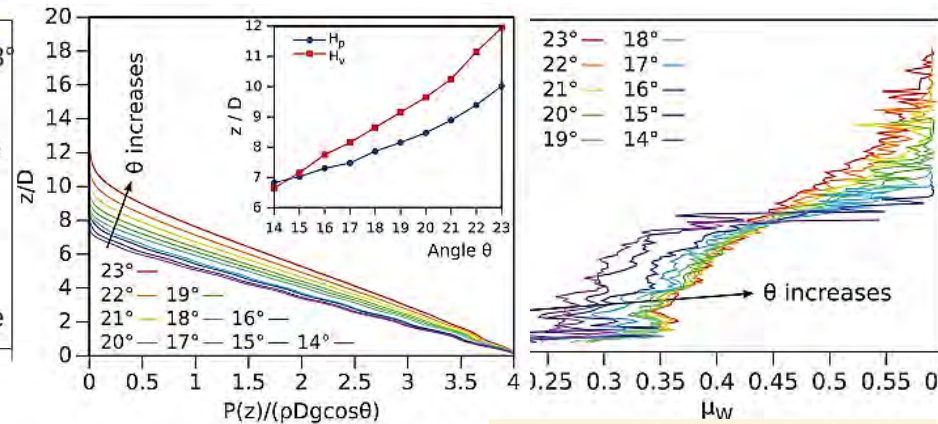 20
18
16
14
12
10
8
6
4
2
0
z/D
0 0.5 1 1.5 2 2.5 3 3.5 4
P(z)/(ρDgcosθ)
θ increases
23°
22° 19°
21° 18° 16°
20° 17° 15° 14°
Hp
Hv
12
11
10
9
8
7
6
z / D
14 15 16 17 18 19 20 21 22 23
Angle θ
23° 18°
22° 17°
21° 16°
20° 15°
19° 14°
θ increases
0.25 0.3 0.35 0.4 0.45 0.5 0.55
μw